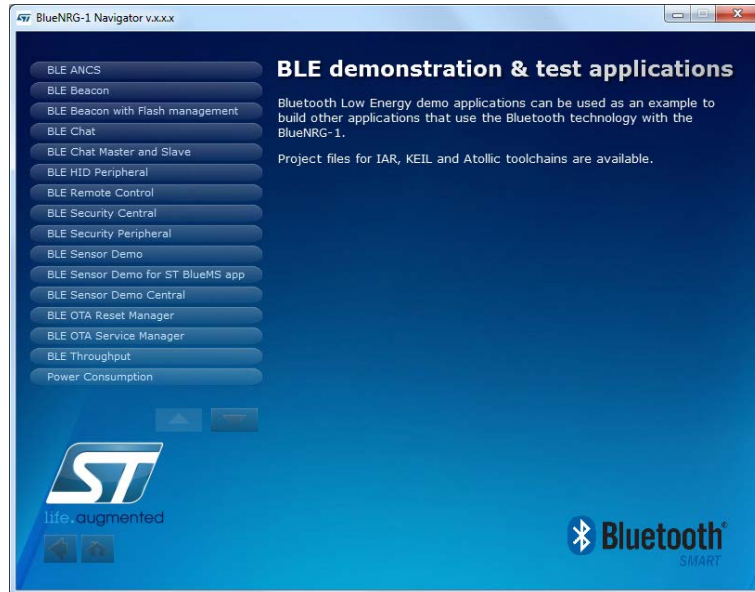 BlueNRG-1 Navigator v.x.x.x
BLE ANCS
BLE Beacon
BLE Beacon with Flash management
BLE Chat
BLE Chat Master and Slave
BLE HID Peripheral
BLE Remote Control
BLE Security Central
BLE Security Peripheral
BLE Sensor Demo
BLE Sensor Demo for ST BlueMS app
BLE Sensor Demo Central
BLE OTA Reset Manager
BLE OTA Service Manager
BLE Throughput
Power Consumption
BLE demonstration & test applications
Bluetooth Low Energy demo applications can be used as an example to
build other applications that use the Bluetooth technology with the
BlueNRG-1.
Project files for IAR, KEIL and Atollic toolchains are available.
ST
life.augmented
Bluetooth®
SMART